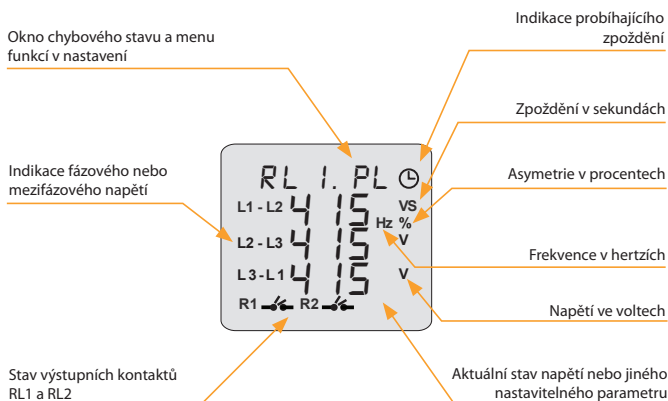 Indikace probíhajícího
zpoždění
Okno chybového stavu a menu
funkcí v nastavení
Zpoždění v sekundách
Indikace fázového nebo
mezifázového napětí
Asymetrie v procentech
RL 1. PL
L1 - L2 415 VS
Hz %
L2 - L3 415 V
L3 - L1 415 V
R1 R2
Frekvence v hertzích
Napětí ve voltech
Stav výstupních kontaktů
RL1 a RL2
Aktuální stav napětí nebo jiného
nastavitelného parametru